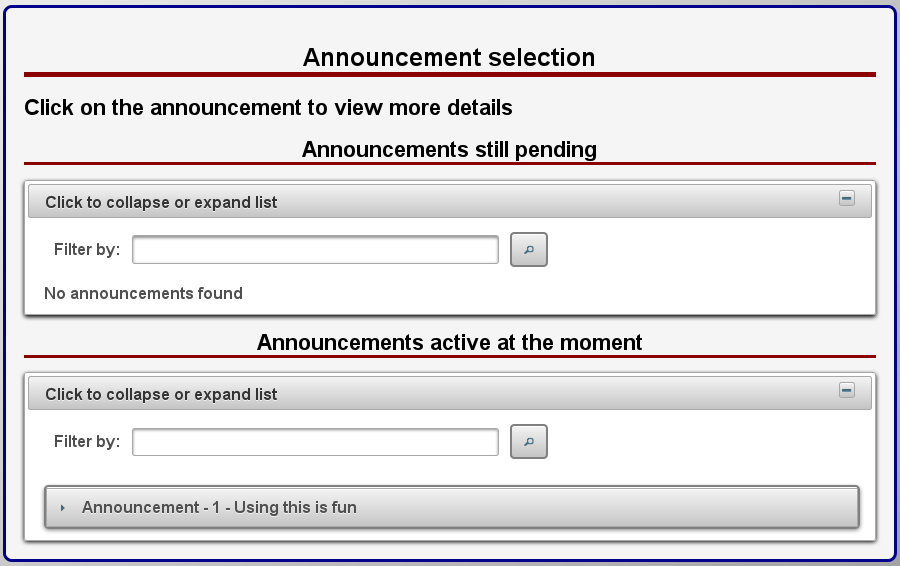 Announcement selection
Click on the announcement to view more details
Announcements still pending
Click to collapse or expand list
Filter by:
No announcements found
Announcements active at the moment
Click to collapse or expand list
Filter by:
Announcement - 1 - Using this is fun